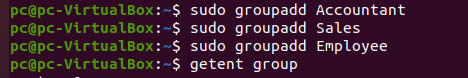 pc@pc-VirtualBox:~$ sudo groupadd Accountant
pc@pc-VirtualBox:~$ sudo groupadd Sales
pc@pc-VirtualBox:~$ sudo groupadd Employee
pc@pc-VirtualBox:~$ getent group